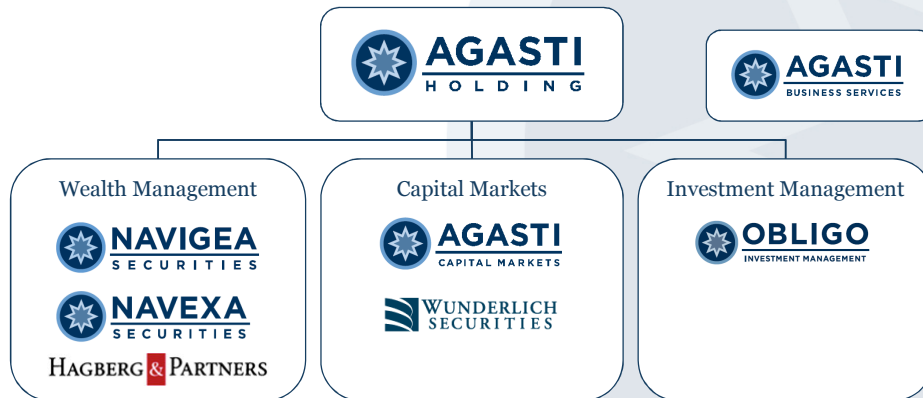 AGASTI
HOLDING
AGASTI
BUSINESS SERVICES
Wealth Management
NAVIGEA
SECURITIES
NAVEXA
SECURITIES
HAGBERG & PARTNERS
Capital Markets
AGASTI
CAPITAL MARKETS
WUNDERLICH
SECURITIES
Investment Management
OBLIGO
INVESTMENT MANAGEMENT